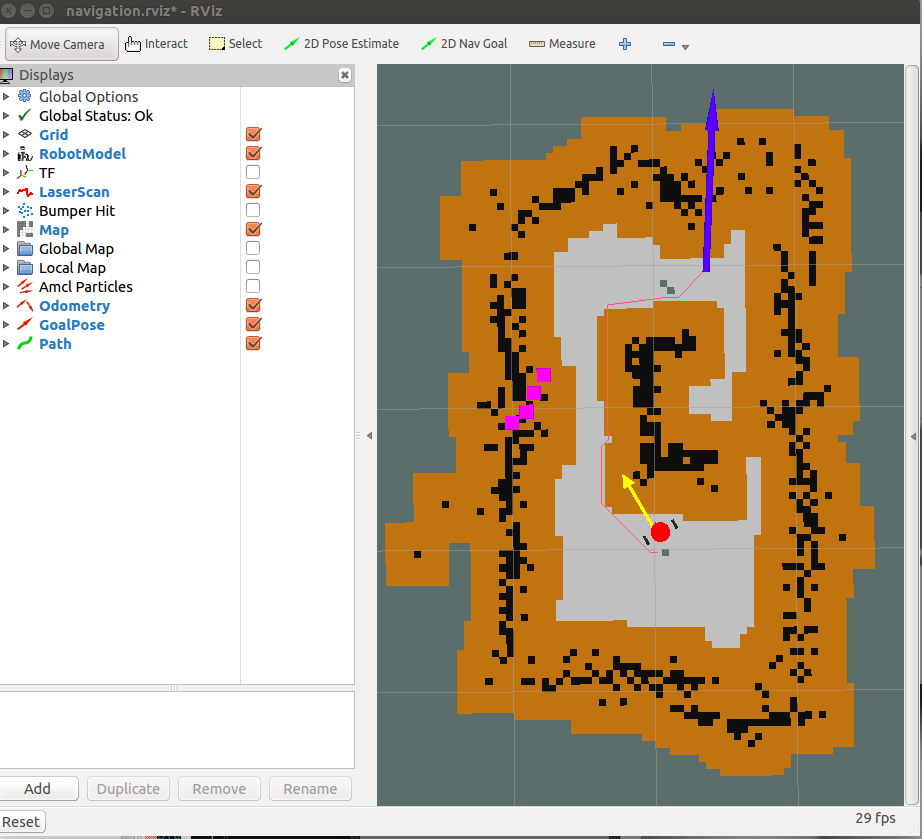 navigation.rviz* - RViz
Move Camera Interact Select 2D Pose Estimate 2D Nav Goal Measure
Displays
Global Options
Global Status: Ok
Grid
RobotModel
TF
LaserScan
Bumper Hit
Map
Global Map
Local Map
Amcl Particles
Odometry
GoalPose
Path
Add Duplicate Remove Rename
Reset
29 fps